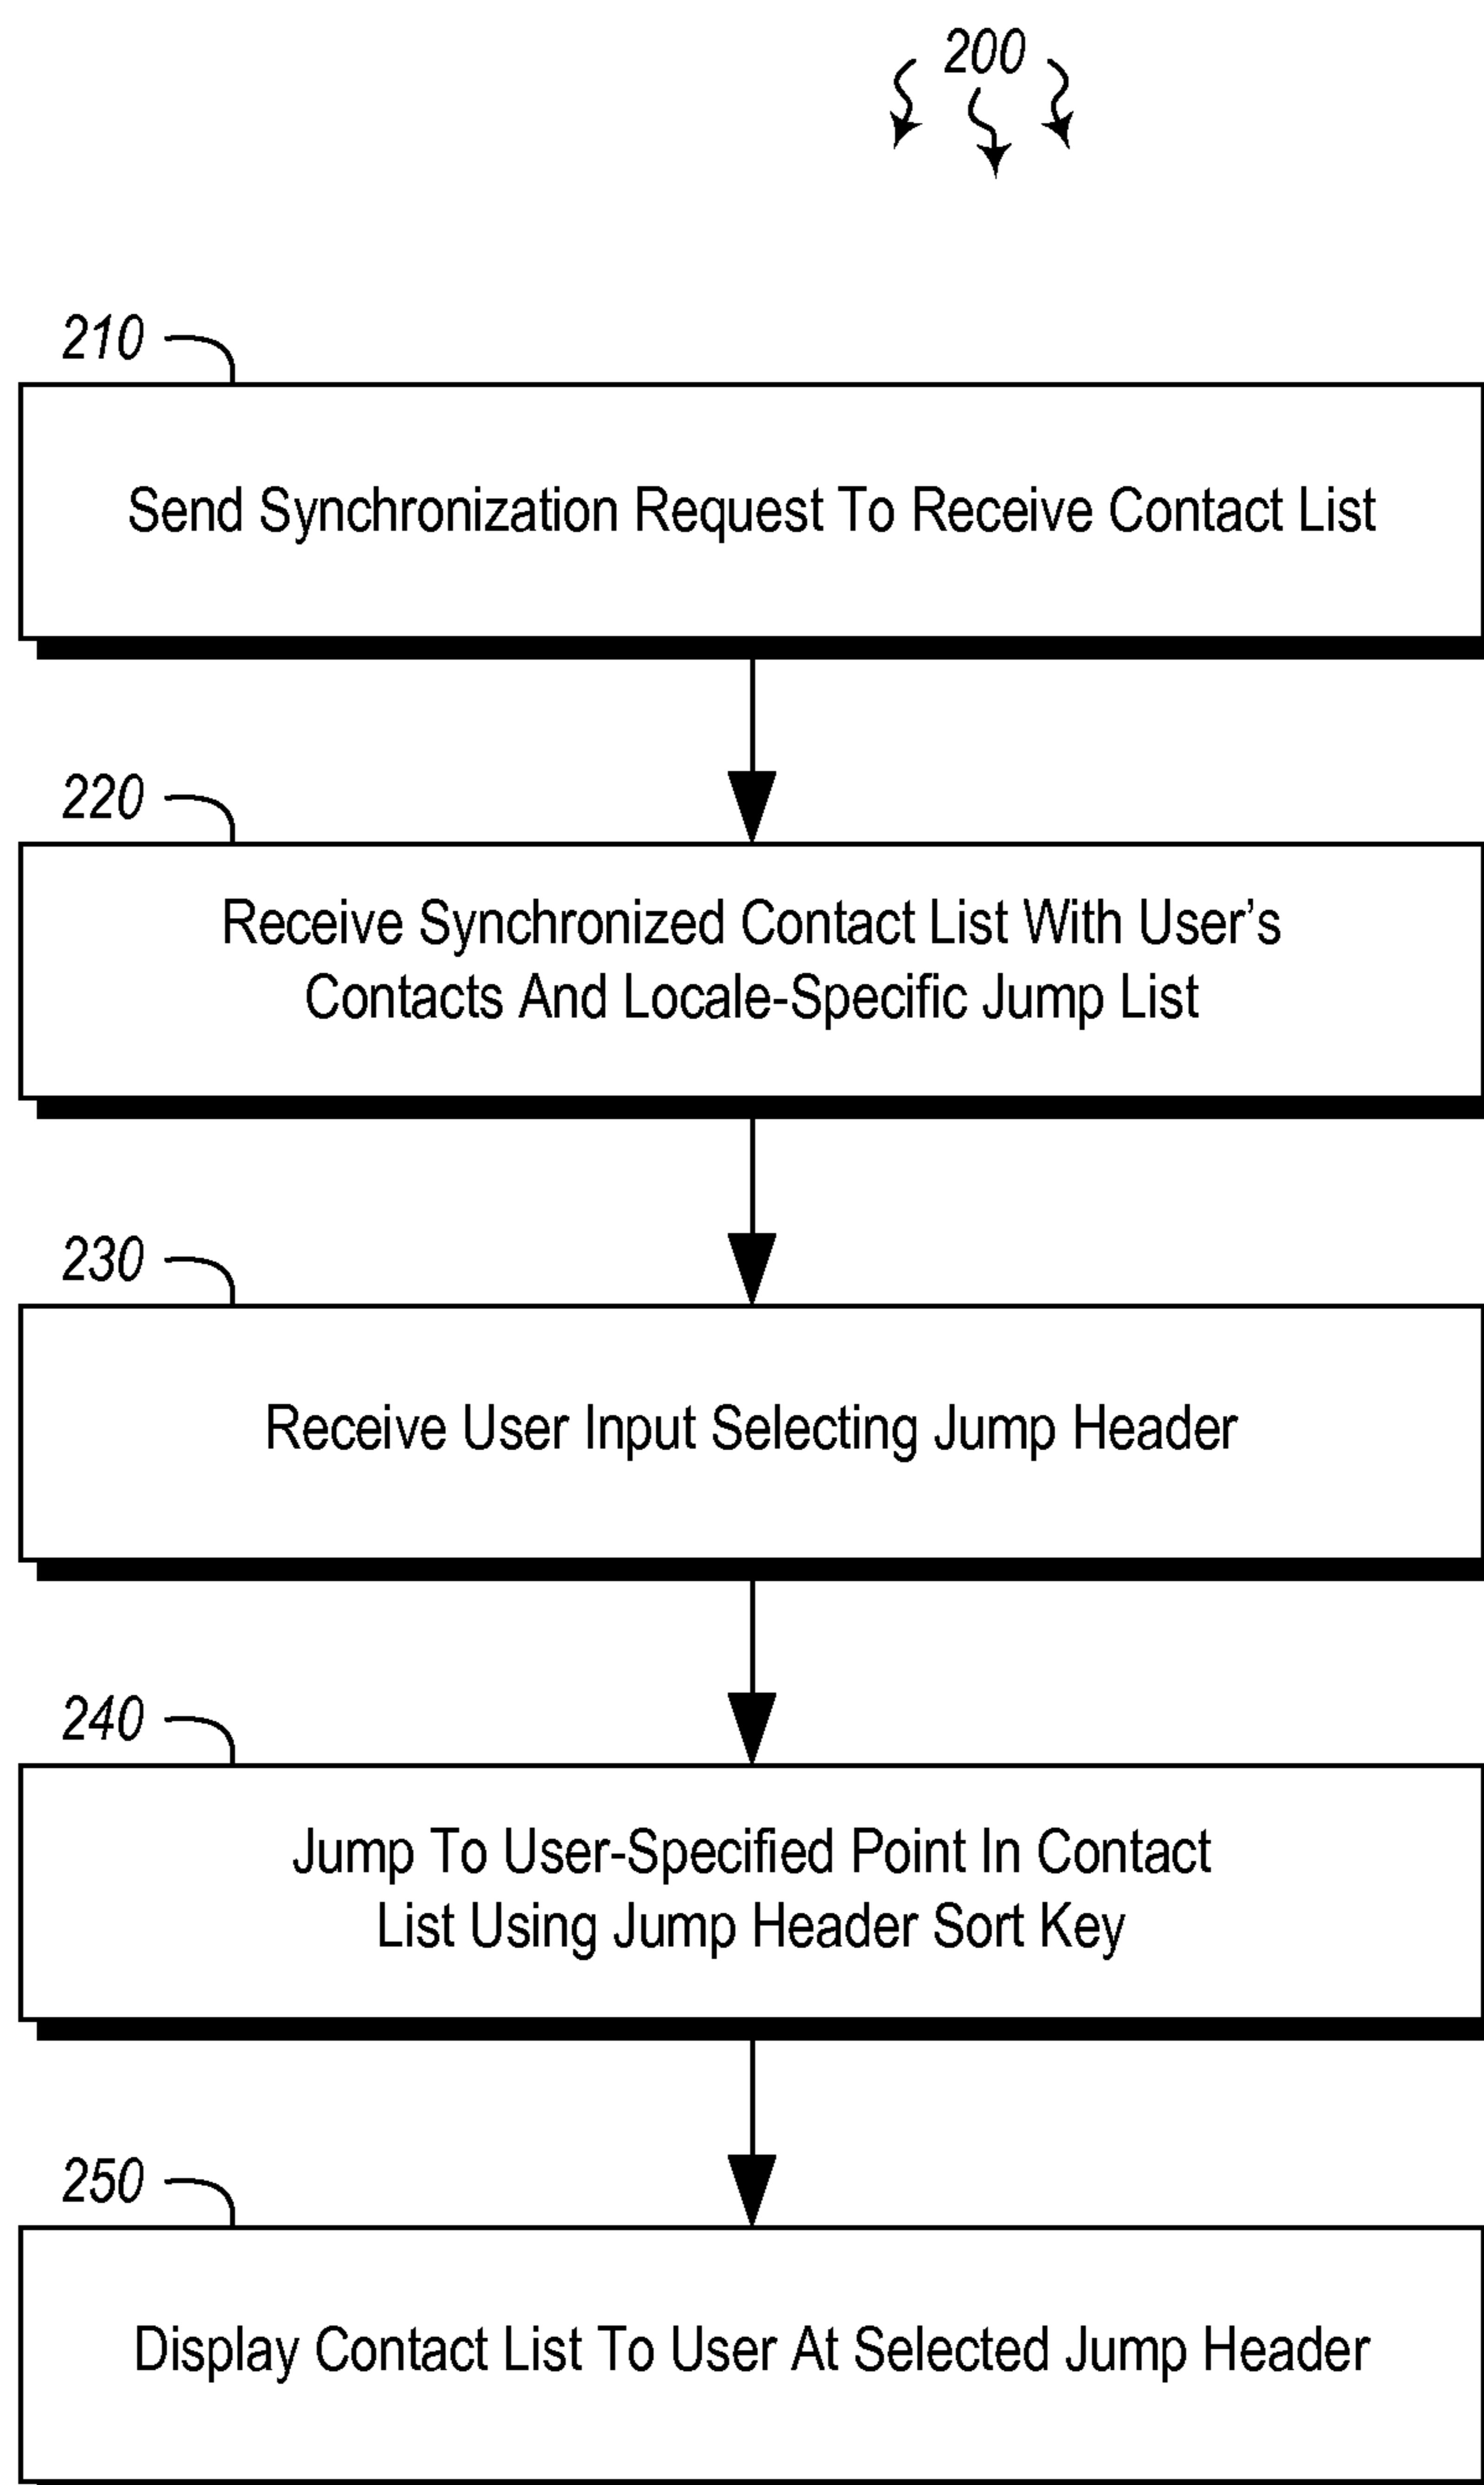 200
210
Send Synchronization Request To Receive Contact List
220
Receive Synchronized Contact List With User's
Contacts And Locale-Specific Jump List
230
Receive User Input Selecting Jump Header
240
Jump To User-Specified Point In Contact
List Using Jump Header Sort Key
250
Display Contact List To User At Selected Jump Header